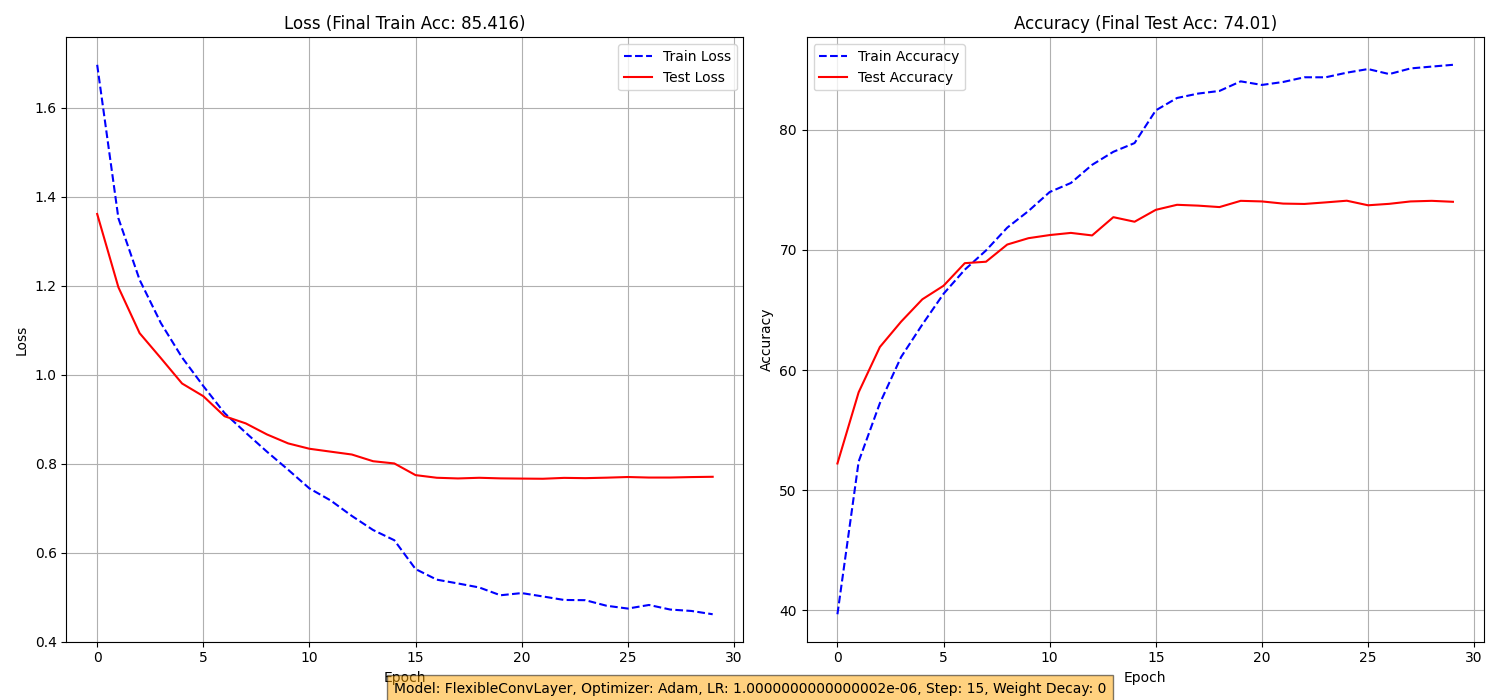 Loss (Final Train Acc: 85.416)
Train Loss
Test Loss
1.6
1.4
1.2
1.0
0.8
0.6
0.4
Loss
0
5
10
15
20
25
30
Epoch
Accuracy (Final Test Acc: 74.01)
Train Accuracy
Test Accuracy
80
70
60
50
40
Accuracy
0
5
10
15
20
25
30
Epoch
Model: FlexibleConvLayer, Optimizer: Adam, LR: 1.0000000000000002e-06, Step: 15, Weight Decay: 0